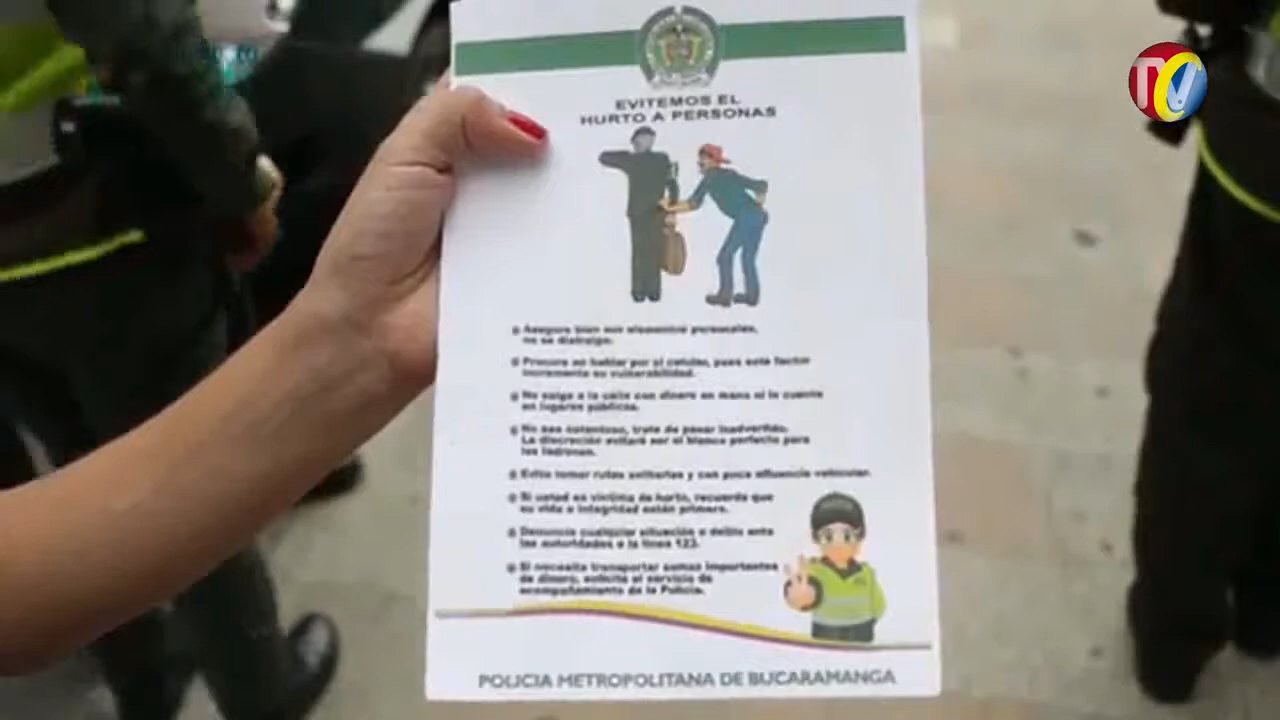 TCV
EVITEMOS EL
HURTO A PERSONAS
Asegure bien sus elementos personales,
no se distraiga.
Procure no hablar por el celular, pues este factor
incrementa su vulnerabilidad.
No salga a la calle con dinero en mano ni lo cuente
en lugares públicos.
No sea ostentoso, trate de pasar inadvertido.
La discreción evitará ser el blanco perfecto para
los ladrones.
Evite tomar rutas solitarias y con poca afluencia vehicular.
Si usted es víctima de hurto, recuerde que
su vida e integridad están primero.
Denuncie cualquier situación o delito ante
las autoridades o la línea 123.
Si necesita transportar sumas importantes
de dinero, solicite el servicio de
acompañamiento de la Policía.
POLICIA METROPOLITANA DE BUCARAMANGA